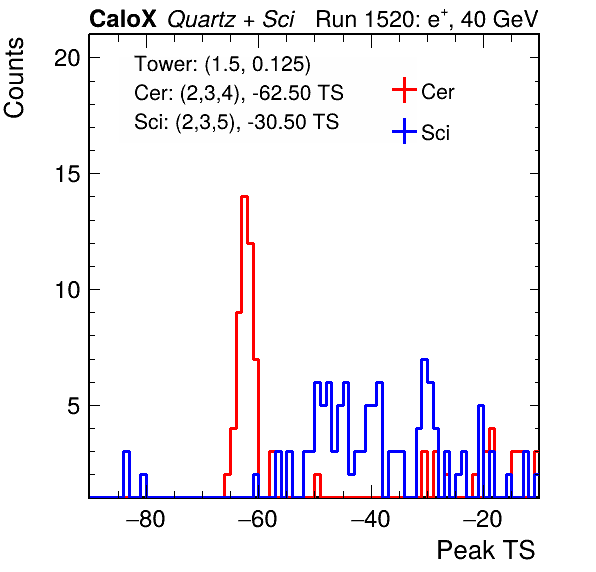 CaloX Quartz + Sci Run 1520: e⁺, 40 GeV
Counts
Tower: (1.5, 0.125)
Cer: (2,3,4), -62.50 TS
Sci: (2,3,5), -30.50 TS
Cer
Sci
20
15
10
5
−80 −60 −40 −20
Peak TS